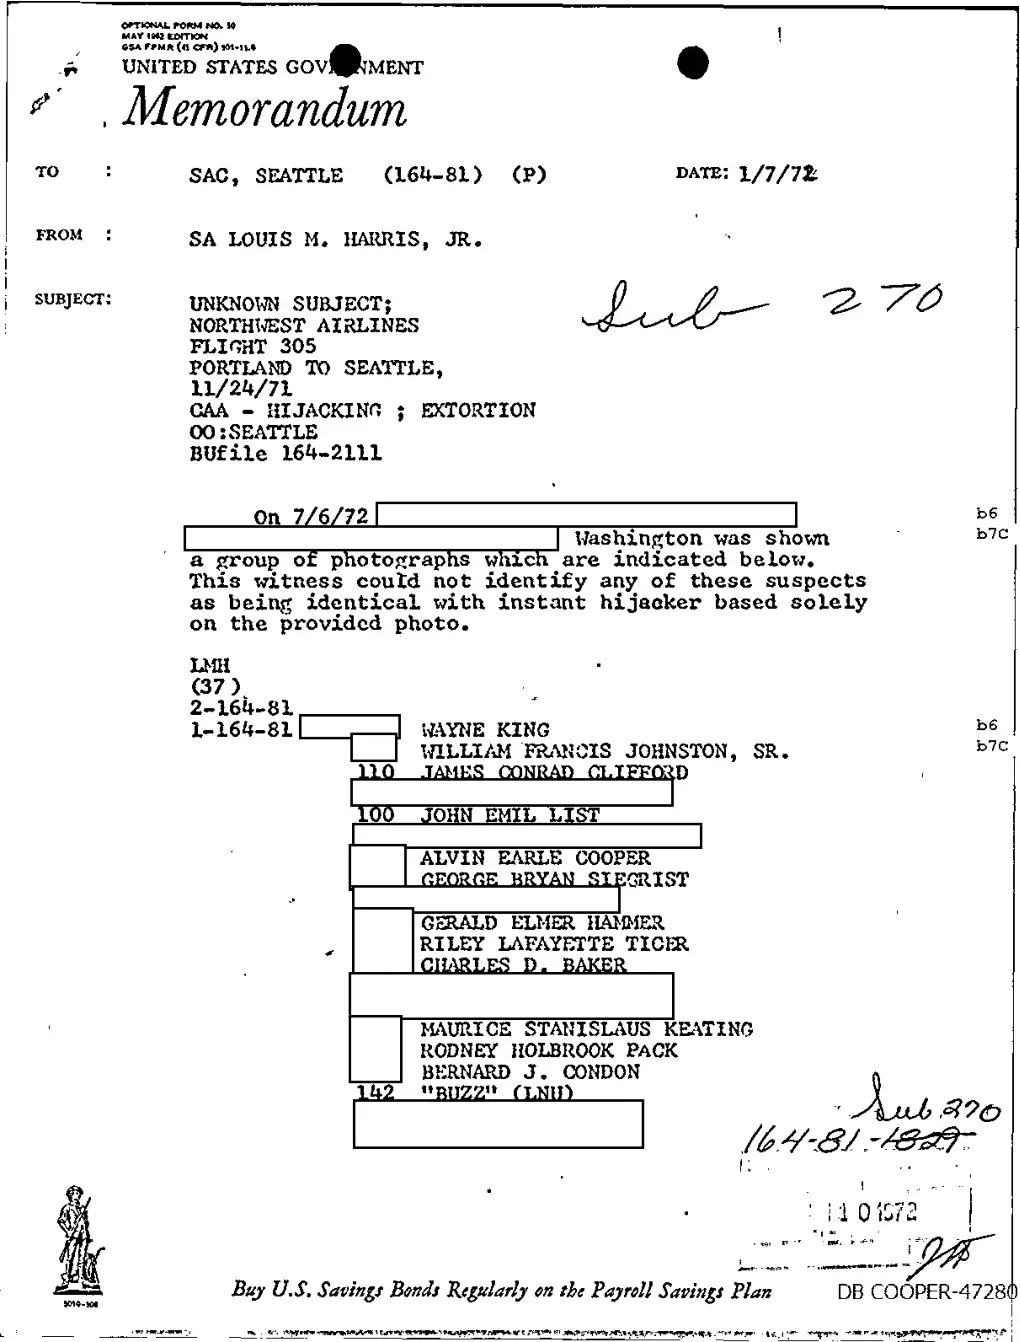 OPTIONAL FORM NO. 10
MAY 1962 EDITION
GSA FPMR (41 CFR) 101-11.6
UNITED STATES GOV NMENT
Memorandum
TO : SAC, SEATTLE (164-81) (P) DATE: 1/7/72
FROM : SA LOUIS M. HARRIS, JR.
SUBJECT: UNKNOWN SUBJECT;
NORTHWEST AIRLINES
FLIGHT 305
PORTLAND TO SEATTLE,
11/24/71
CAA - HIJACKING ; EXTORTION
OO:SEATTLE
BUfile 164-2111
Sub 270
On 7/6/72
b6
Washington was shown
b7C
a group of photographs which are indicated below.
This witness could not identify any of these suspects
as being identical with instant hijacker based solely
on the provided photo.
LMH
(37)
2-164-81
1-164-81 WAYNE KING
b6
WILLIAM FRANCIS JOHNSTON, SR.
b7C
110 JAMES CONRAD CLIFFORD
100 JOHN EMIL LIST
ALVIN EARLE COOPER
GEORGE BRYAN SIEGRIST
GERALD ELMER HAMMER
RILEY LAFAYETTE TIGER
CHARLES D. BAKER
MAURICE STANISLAUS KEATING
RODNEY HOLBROOK PACK
BERNARD J. CONDON
142 "BUZZ" (LNU)
Sub 270
164-81-1829
1 0 1972
5010-108
Buy U.S. Savings Bonds Regularly on the Payroll Savings Plan
DB COOPER-47280